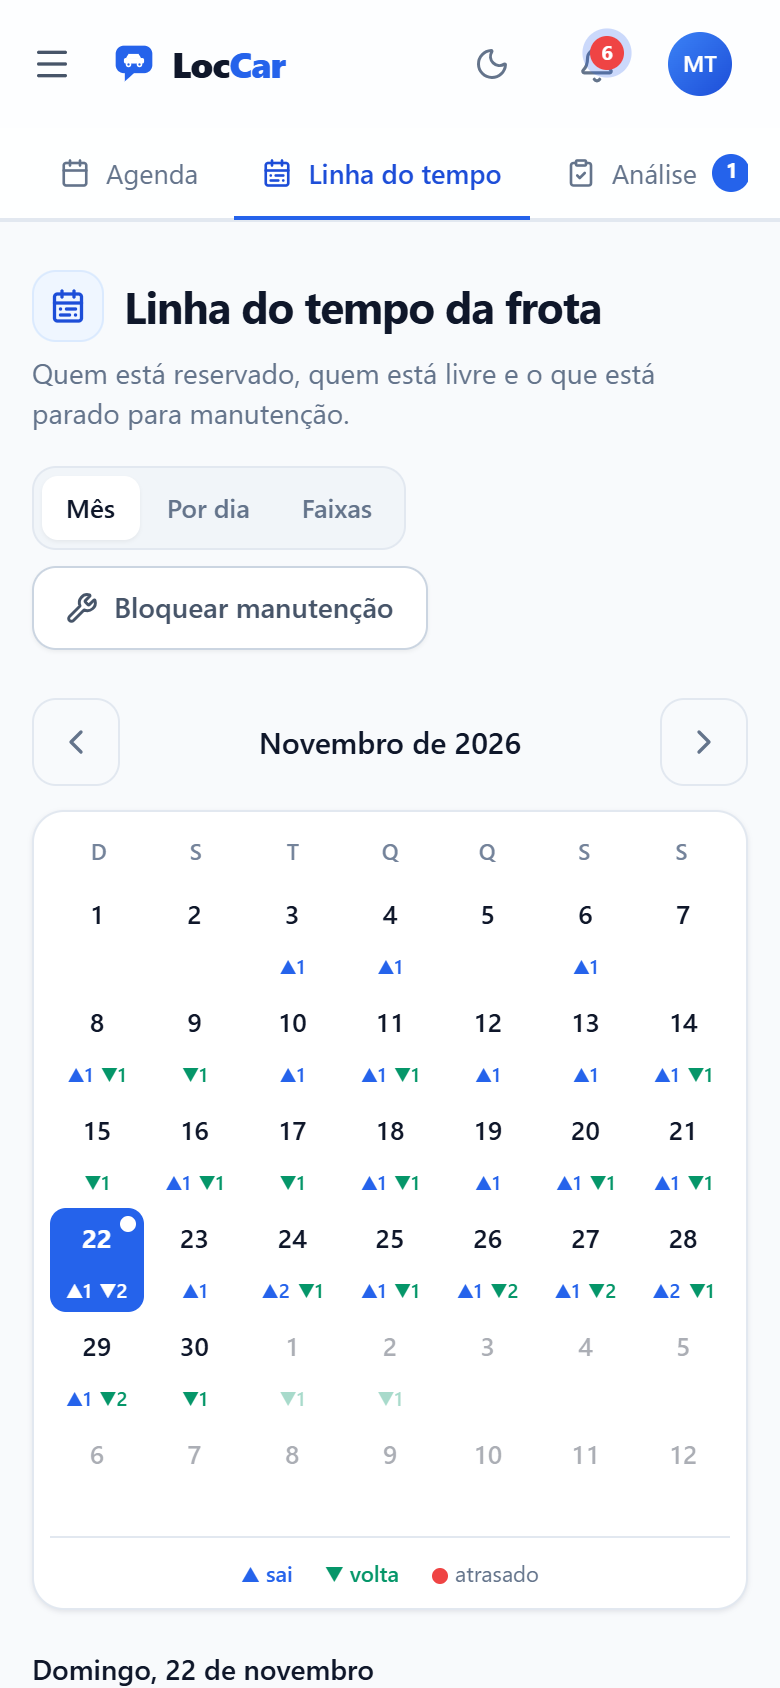 LocCar
6
MT
Agenda
Linha do tempo
Análise
1
Linha do tempo da frota
Quem está reservado, quem está livre e o que está
parado para manutenção.
Mês Por dia Faixas
Bloquear manutenção
Novembro de 2026
D S T Q Q S S
1 2 3 4 5 6 7
▲1 ▲1 ▲1
8 9 10 11 12 13 14
▲1 ▼1 ▼1 ▲1 ▲1 ▼1 ▲1 ▲1 ▲1 ▼1
15 16 17 18 19 20 21
▼1 ▲1 ▼1 ▼1 ▲1 ▼1 ▲1 ▲1 ▼1 ▲1 ▼1
22 23 24 25 26 27 28
▲1 ▼2 ▲1 ▲2 ▼1 ▲1 ▼1 ▲1 ▼2 ▲1 ▼2 ▲2 ▼1
29 30 1 2 3 4 5
▲1 ▼2 ▼1 ▼1 ▼1
6 7 8 9 10 11 12
▲ sai ▼ volta ● atrasado
Domingo, 22 de novembro